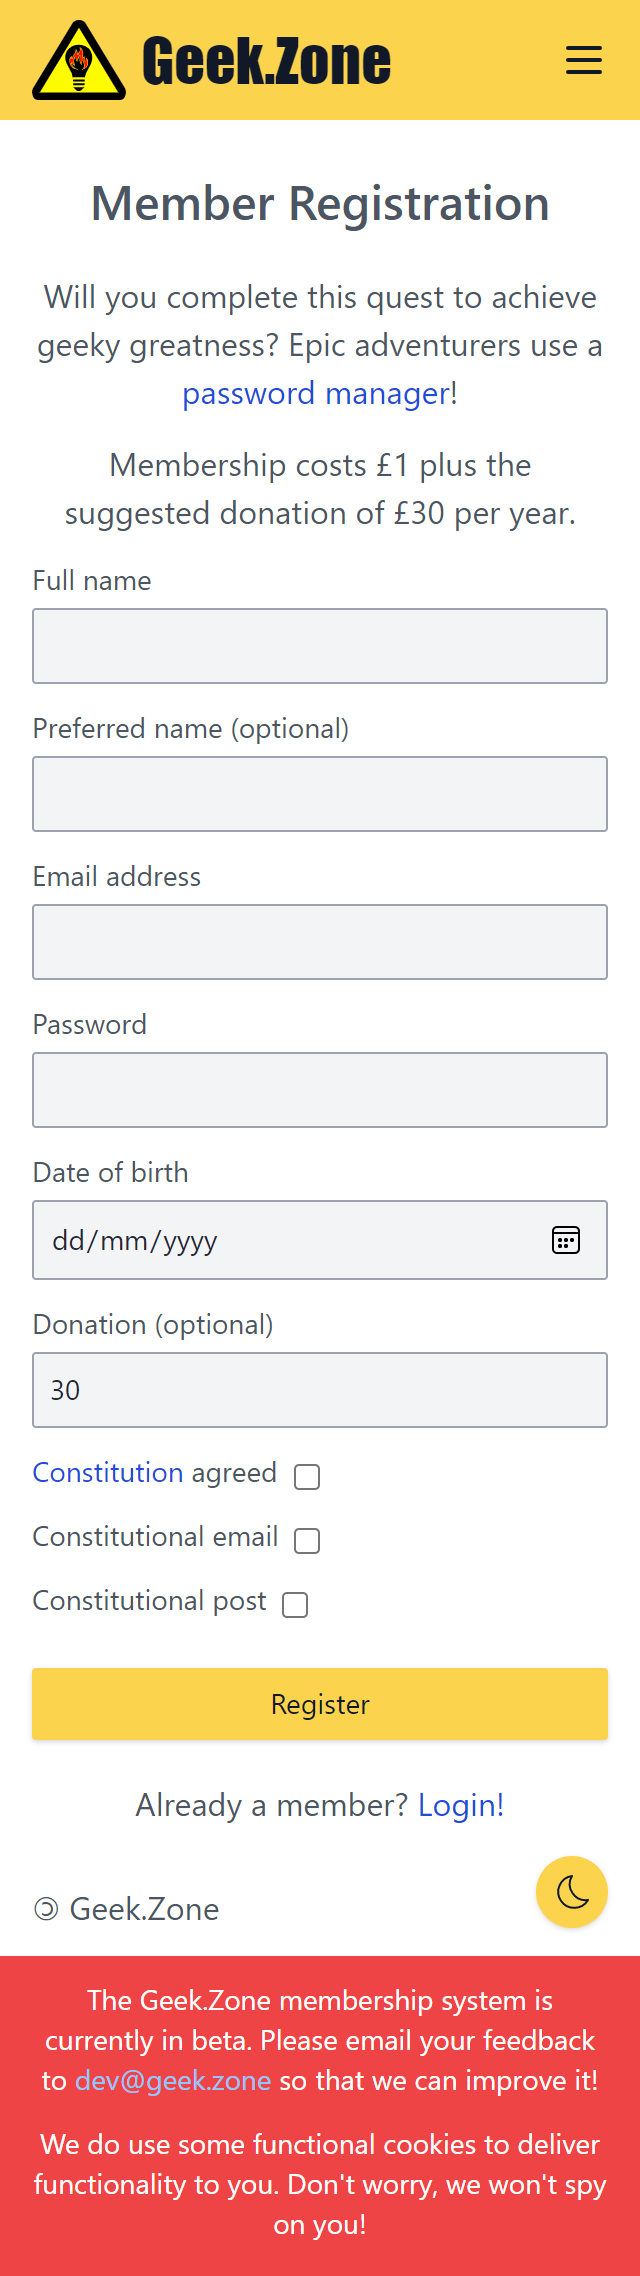 Geek.Zone
Member Registration
Will you complete this quest to achieve
geeky greatness? Epic adventurers use a
password manager!
Membership costs £1 plus the
suggested donation of £30 per year.
Full name
Preferred name (optional)
Email address
Password
Date of birth
dd/mm/yyyy
Donation (optional)
30
Constitution agreed
Constitutional email
Constitutional post
Register
Already a member? Login!
🄯 Geek.Zone
The Geek.Zone membership system is
currently in beta. Please email your feedback
to dev@geek.zone so that we can improve it!
We do use some functional cookies to deliver
functionality to you. Don't worry, we won't spy
on you!